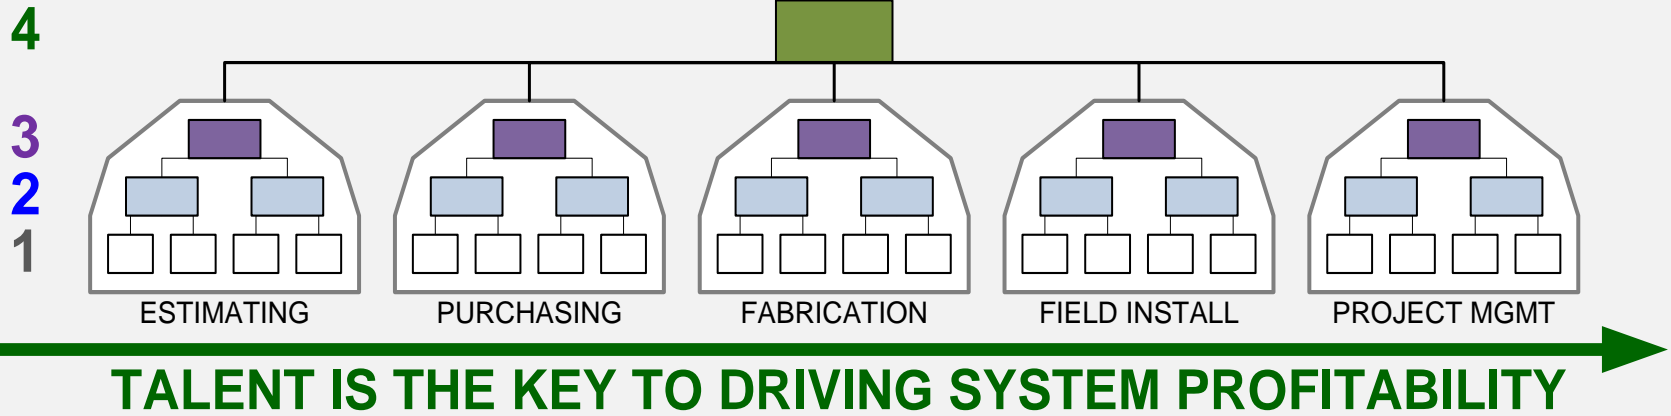 4
3
2
1
ESTIMATING PURCHASING FABRICATION FIELD INSTALL PROJECT MGMT
TALENT IS THE KEY TO DRIVING SYSTEM PROFITABILITY